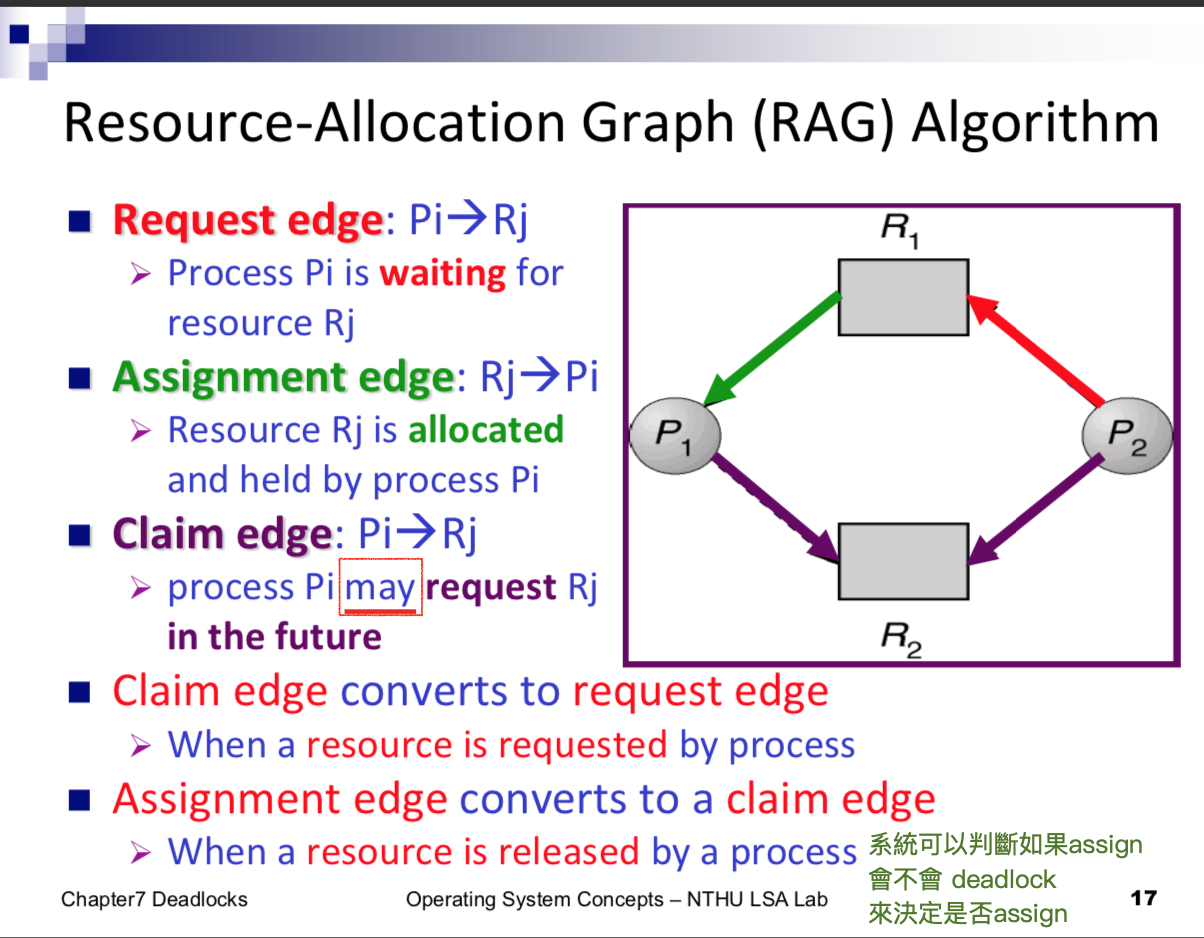 Resource-Allocation Graph (RAG) Algorithm
Request edge: Pi→Rj
Process Pi is waiting for
resource Rj
Assignment edge: Rj→Pi
Resource Rj is allocated
and held by process Pi
Claim edge: Pi→Rj
process Pi may request Rj
in the future
R1
P1
P2
R2
Claim edge converts to request edge
When a resource is requested by process
Assignment edge converts to a claim edge
When a resource is released by a process
系統可以判斷如果assign
會不會 deadlock
來決定是否assign
Chapter7 Deadlocks
Operating System Concepts – NTHU LSA Lab
17